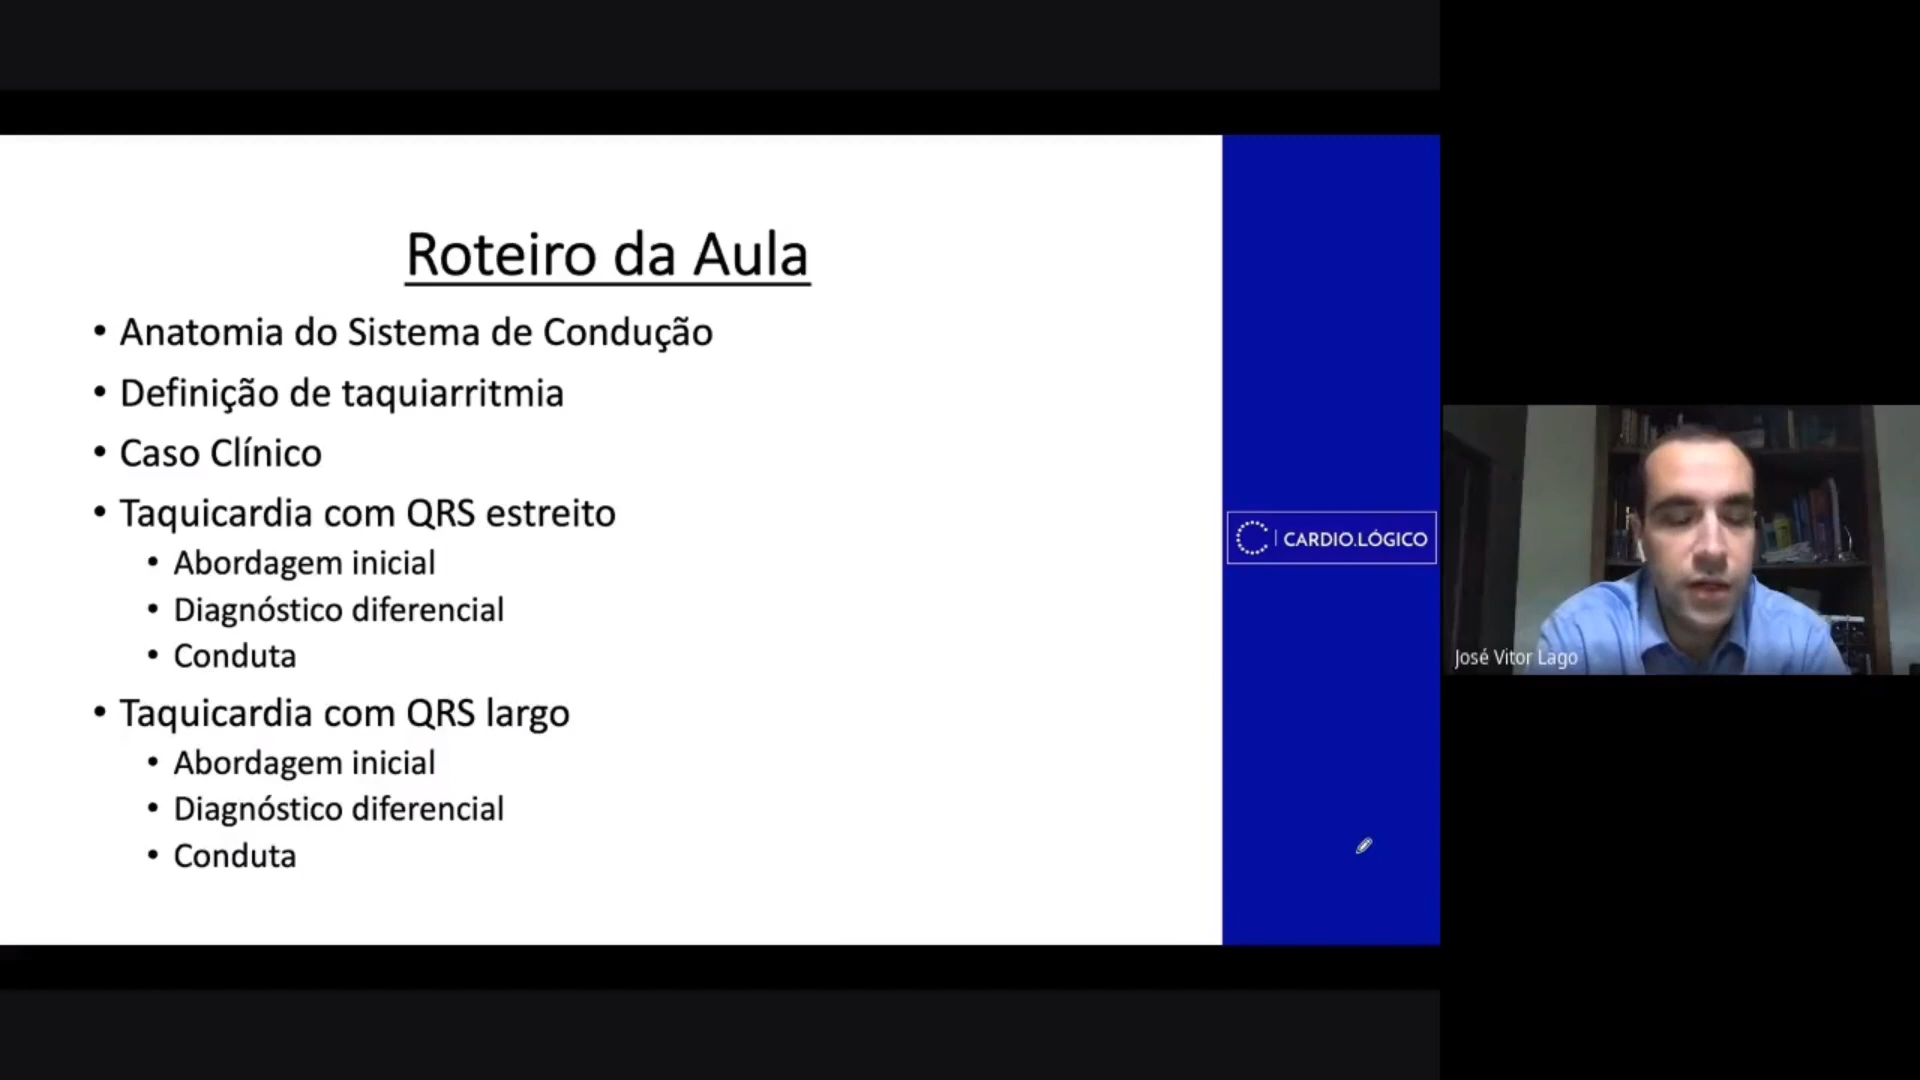 Roteiro da Aula
• Anatomia do Sistema de Condução
• Definição de taquiarritmia
• Caso Clínico
• Taquicardia com QRS estreito
• Abordagem inicial
• Diagnóstico diferencial
• Conduta
• Taquicardia com QRS largo
• Abordagem inicial
• Diagnóstico diferencial
• Conduta
CARDIO.LÓGICO
José Vitor Lago